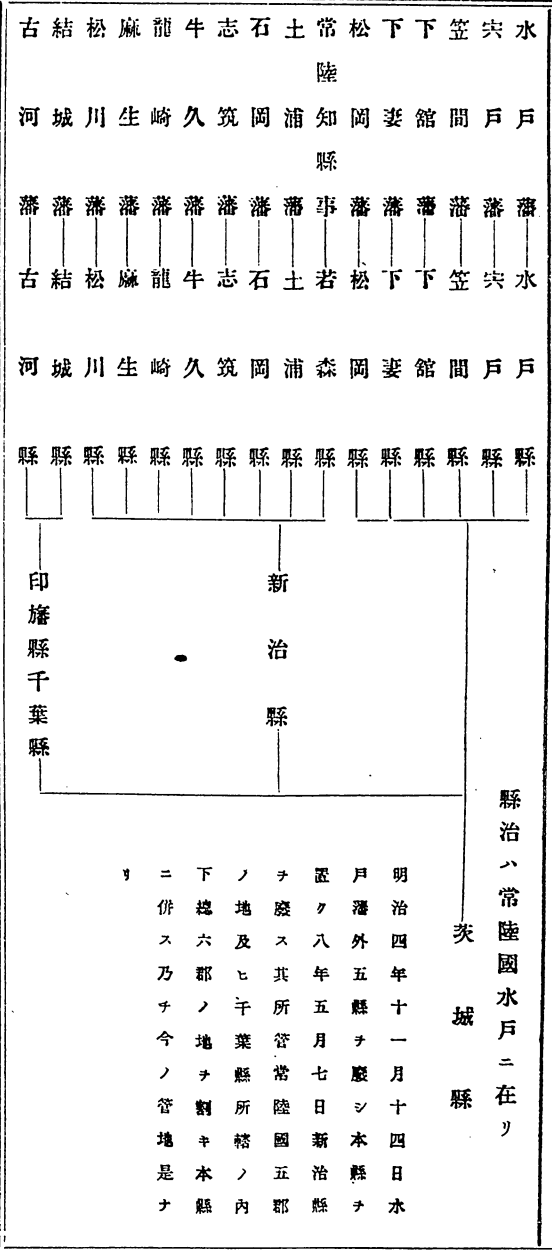 水戸藩―水戸縣
宍戸藩―宍戸縣
笠間藩―笠間縣
下館藩―下館縣
下妻藩―下妻縣
松岡藩―松岡縣
常陸知縣事―若森縣
土浦藩―土浦縣
石岡藩―石岡縣
志筑藩―志筑縣
牛久藩―牛久縣
龍崎藩―龍崎縣
麻生藩―麻生縣
松川藩―松川縣
結城藩―結城縣
古河藩―古河縣
新治縣
印旛縣千葉縣
縣治ハ常陸國水戸ニ在リ
茨城縣
明治四年十一月十四日水
戸藩外五縣ヲ廢シ本縣ヲ
置ク八年五月七日新治縣
ヲ廢ス其所管常陸國五郡
ノ地及ヒ千葉縣所轄ノ内
下總六郡ノ地ヲ割キ本縣
ニ併ス乃チ今ノ管地是ナ
リ